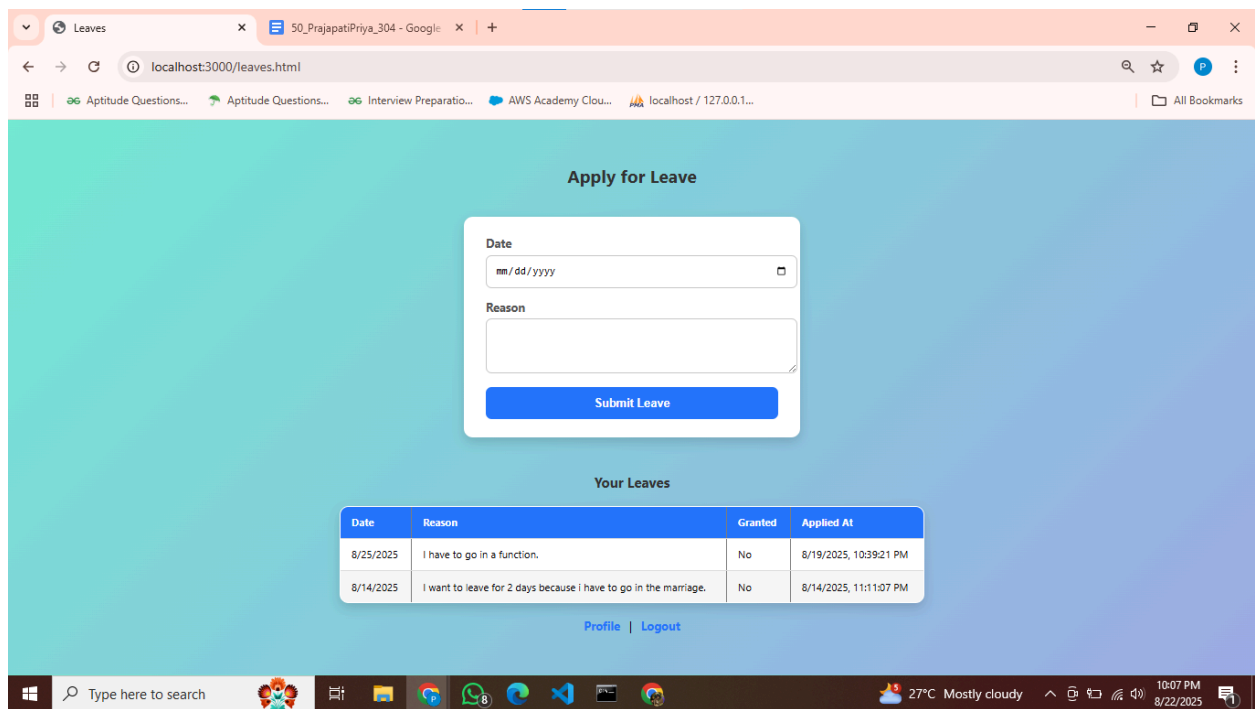 Leaves
50_PrajapatiPriya_304 - Google
localhost:3000/leaves.html
P
Aptitude Questions...
Aptitude Questions...
Interview Preparatio...
AWS Academy Clou...
localhost / 127.0.0.1...
All Bookmarks
Apply for Leave
Date
mm/dd/yyyy
Reason
Submit Leave
Your Leaves
Date Reason Granted Applied At
8/25/2025 I have to go in a function. No 8/19/2025, 10:39:21 PM
8/14/2025 I want to leave for 2 days because i have to go in the marriage. No 8/14/2025, 11:11:07 PM
Profile | Logout
Type here to search
8
27°C Mostly cloudy
10:07 PM
8/22/2025
1